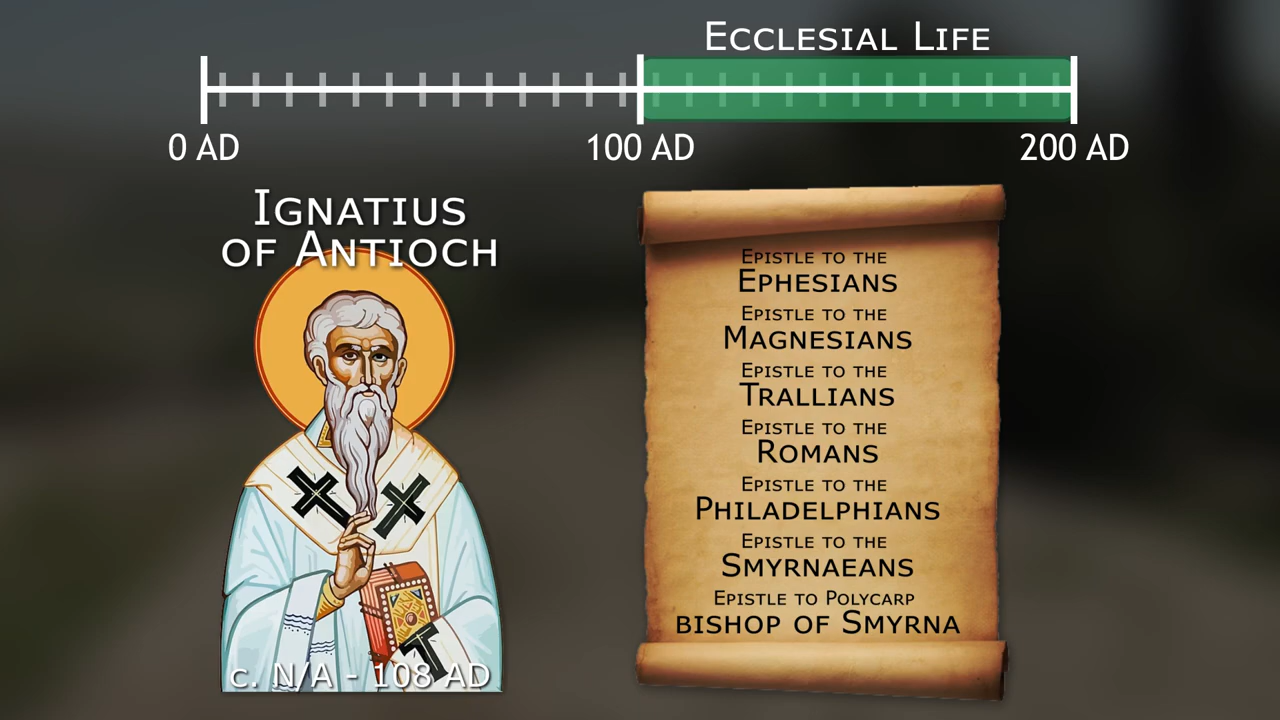 Ecclesial Life
0 AD
100 AD
200 AD
Ignatius
of Antioch
c. N/A - 108 AD
Epistle to the
Ephesians
Epistle to the
Magnesians
Epistle to the
Trallians
Epistle to the
Romans
Epistle to the
Philadelphians
Epistle to the
Smyrnaeans
Epistle to Polycarp
bishop of Smyrna